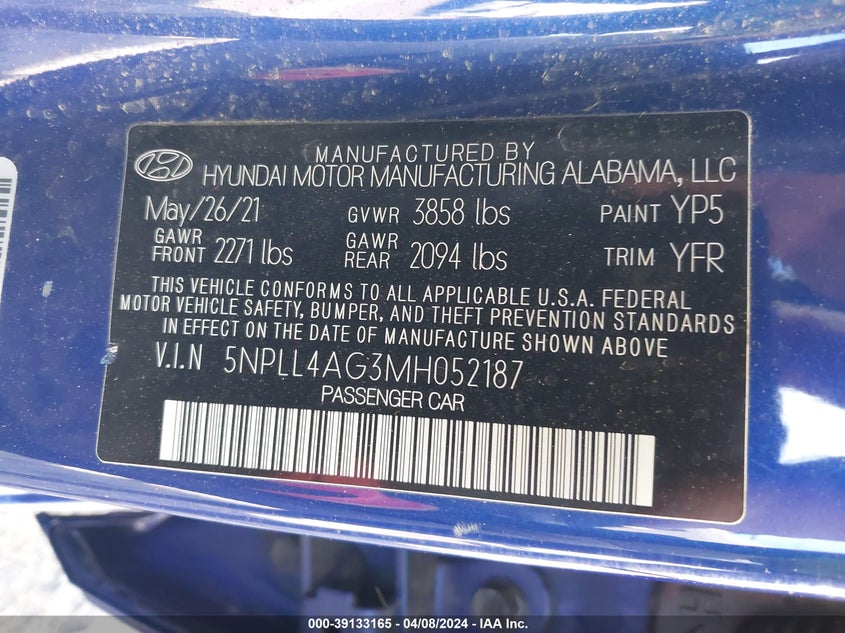 MANUFACTURED BY
HYUNDAI MOTOR MANUFACTURING ALABAMA, LLC
May/26/21 GVWR 3858 lbs PAINT YP5
GAWR FRONT 2271 lbs GAWR REAR 2094 lbs TRIM YFR
THIS VEHICLE CONFORMS TO ALL APPLICABLE U.S.A. FEDERAL
MOTOR VEHICLE SAFETY, BUMPER, AND THEFT PREVENTION STANDARDS
IN EFFECT ON THE DATE OF MANUFACTURE SHOWN ABOVE
V.I.N 5NPLL4AG3MH052187
PASSENGER CAR
000-39133165 - 04/08/2024 - IAAI.COM